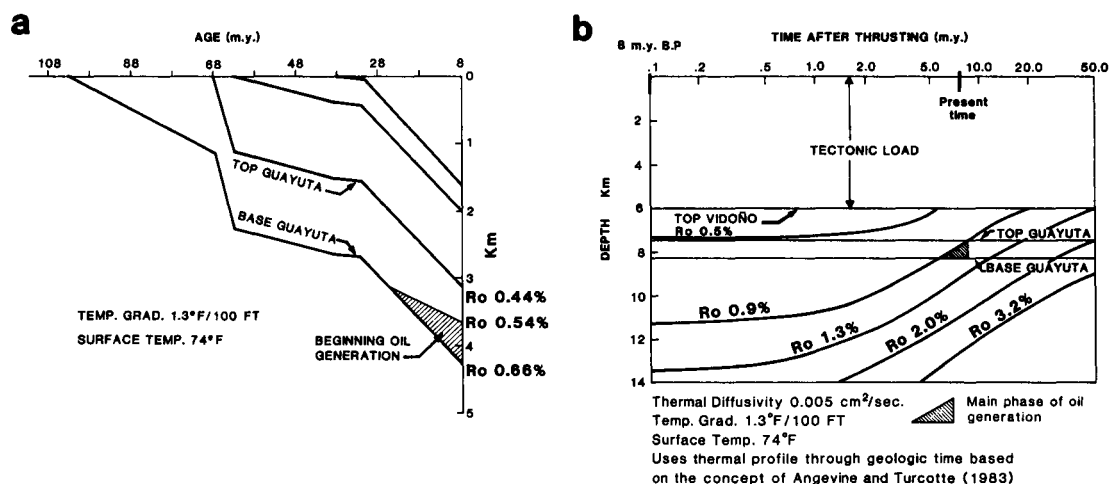 a
AGE (m.y.)
108 88 68 48 28 8
0
1
2
3
4
5
Km
TOP GUAYUTA
BASE GUAYUTA
Ro 0.44%
Ro 0.54%
Ro 0.66%
TEMP. GRAD. 1.3°F/100 FT
SURFACE TEMP. 74°F
BEGINNING OIL
GENERATION
b
8 m.y. B.P
TIME AFTER THRUSTING (m.y.)
.1 .2 .5 1.0 2.0 5.0 10.0 20.0 50.0
Present
time
TECTONIC LOAD
2
4
6
8
10
12
14
DEPTH Km
TOP VIDOÑO
Ro 0.5%
TOP GUAYUTA
BASE GUAYUTA
Ro 0.9%
Ro 1.3%
Ro 2.0%
Ro 3.2%
Thermal Diffusivity 0.005 cm²/sec.
Temp. Grad. 1.3°F/100 FT
Surface Temp. 74°F
Main phase of oil
generation
Uses thermal profile through geologic time based
on the concept of Angevine and Turcotte (1983)